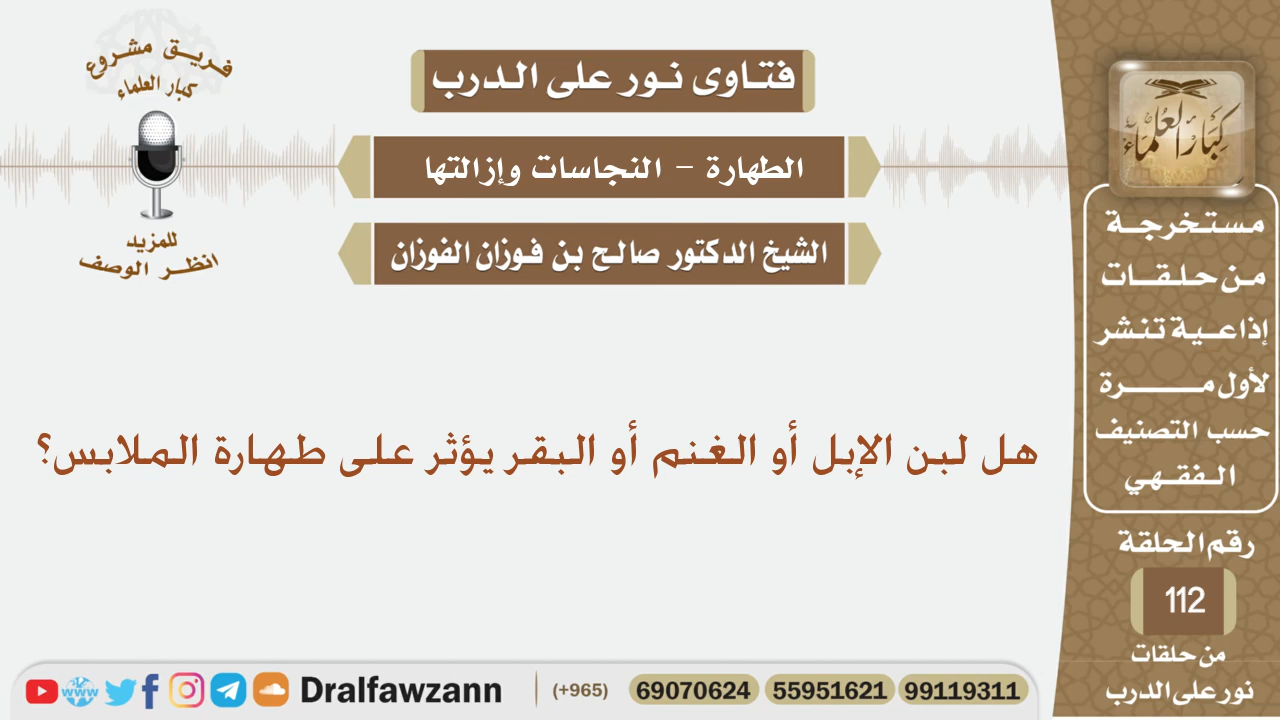 فريق مشروع
كبار العلماء
للمزيد
انظر الوصف
فتاوى نور على الدرب
الطهارة - النجاسات وإزالتها
الشيخ الدكتور صالح بن فوزان الفوزان
هل لبن الإبل أو الغنم أو البقر يؤثر على طهارة الملابس؟
كبار العلماء
مستخرجة
من حلقات
إذاعية تنشر
لأول مرة
حسب التصنيف
الفقهي
رقم الحلقة
112
من حلقات
نور على الدرب
www Dralfawzann (+965) 69070624 55951621 99119311